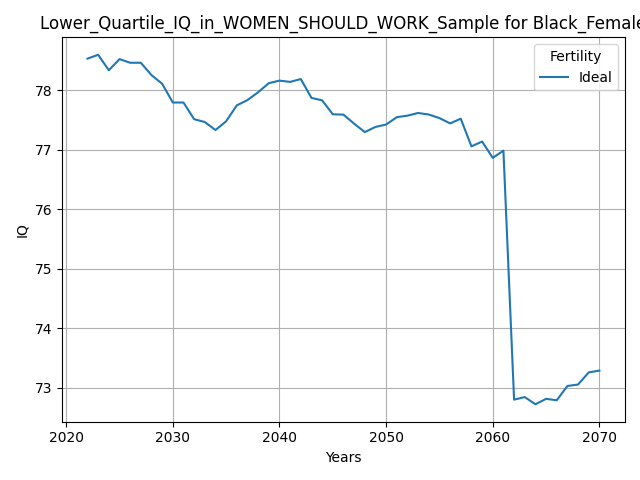 Lower_Quartile_IQ_in_WOMEN_SHOULD_WORK_Sample for Black_Female
Fertility
Ideal
78
77
76
75
74
73
IQ
2020 2030 2040 2050 2060 2070
Years